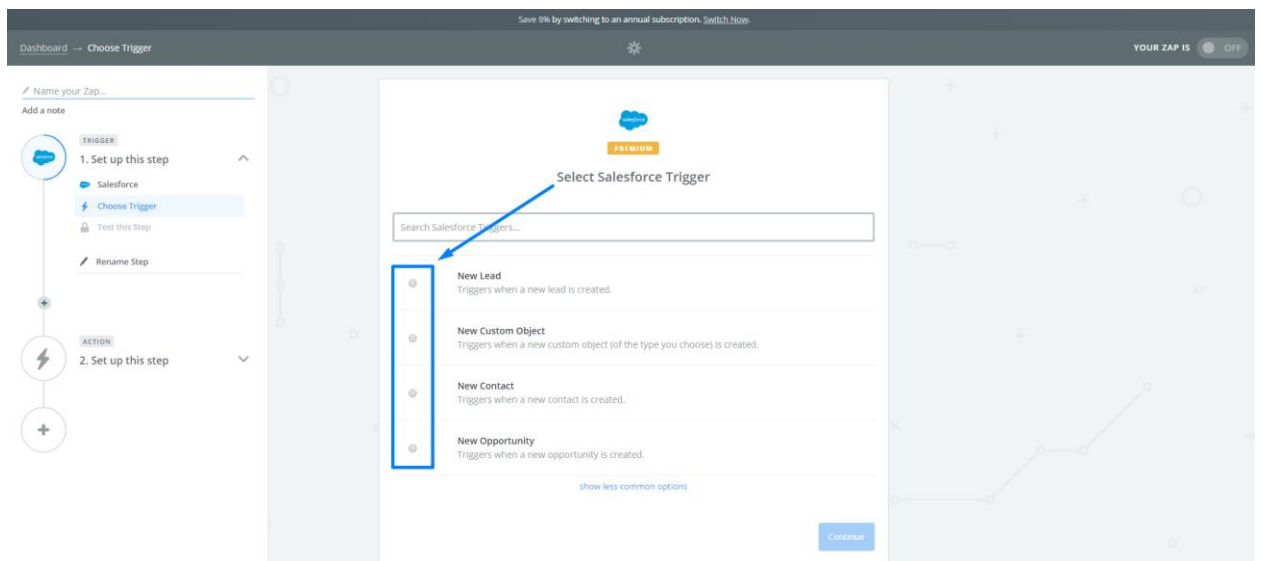 Save 8% by switching to an annual subscription. Switch Now.
Dashboard → Choose Trigger
YOUR ZAP IS OFF
Name your Zap...
Add a note
TRIGGER
1. Set up this step
Salesforce
Choose Trigger
Test this Step
Rename Step
ACTION
2. Set up this step
salesforce
PREMIUM
Select Salesforce Trigger
Search Salesforce Triggers...
New Lead
Triggers when a new lead is created.
New Custom Object
Triggers when a new custom object (of the type you choose) is created.
New Contact
Triggers when a new contact is created.
New Opportunity
Triggers when a new opportunity is created.
show less common options
Continue